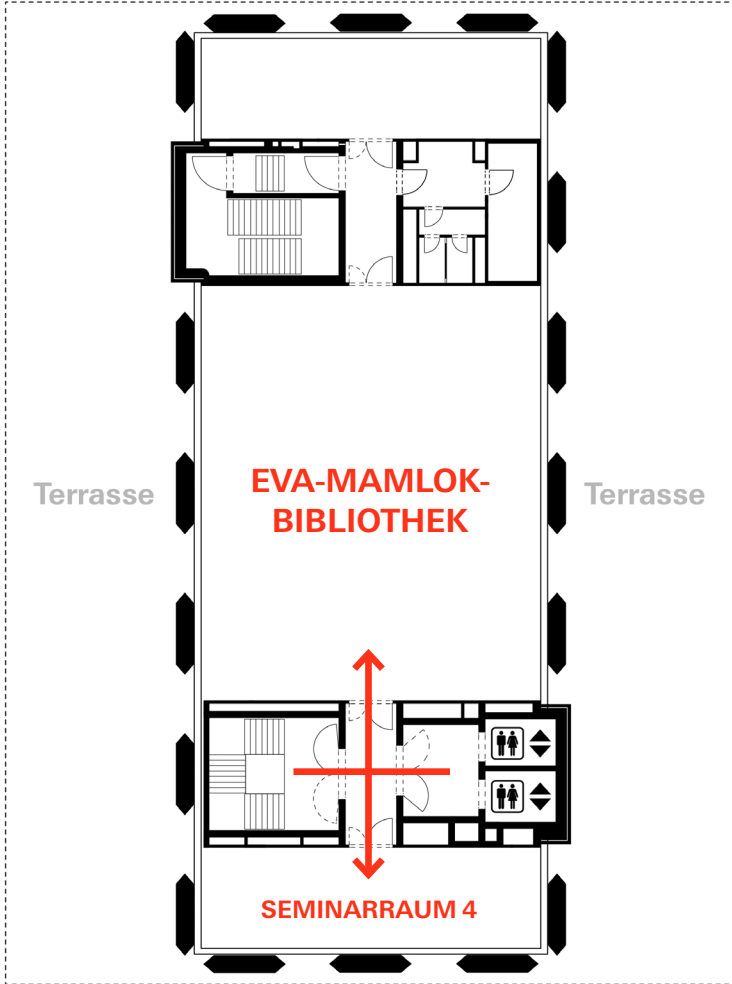 Terrasse
EVA-MAMLOK-
BIBLIOTHEK
Terrasse
SEMINARRAUM 4